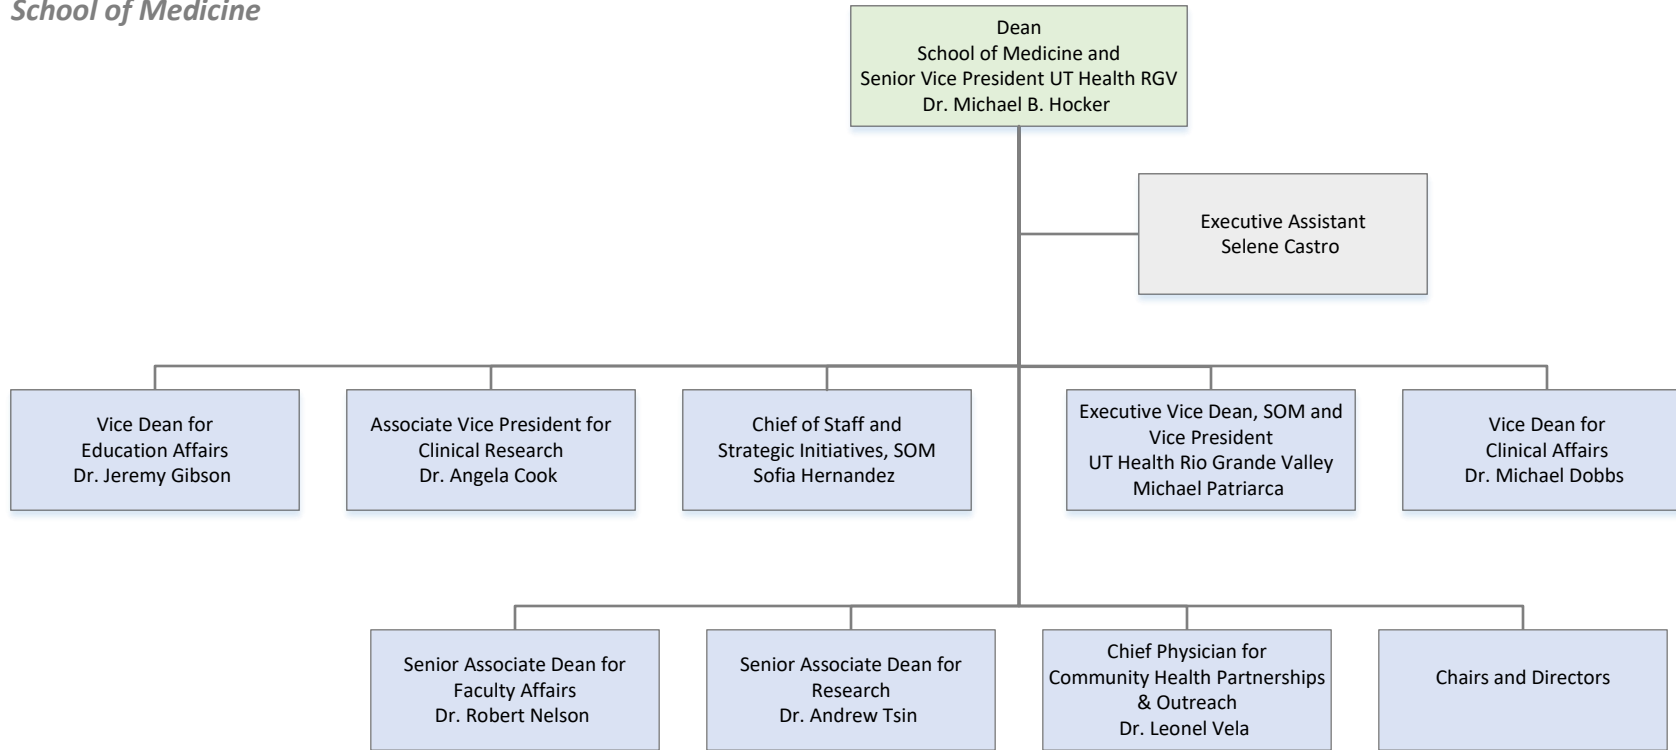 School of Medicine
Dean
School of Medicine and
Senior Vice President UT Health RGV
Dr. Michael B. Hocker
Executive Assistant
Selene Castro
Vice Dean for
Education Affairs
Dr. Jeremy Gibson
Associate Vice President for
Clinical Research
Dr. Angela Cook
Chief of Staff and
Strategic Initiatives, SOM
Sofia Hernandez
Executive Vice Dean, SOM and
Vice President
UT Health Rio Grande Valley
Michael Patriarca
Vice Dean for
Clinical Affairs
Dr. Michael Dobbs
Senior Associate Dean for
Faculty Affairs
Dr. Robert Nelson
Senior Associate Dean for
Research
Dr. Andrew Tsin
Chief Physician for
Community Health Partnerships
& Outreach
Dr. Leonel Vela
Chairs and Directors